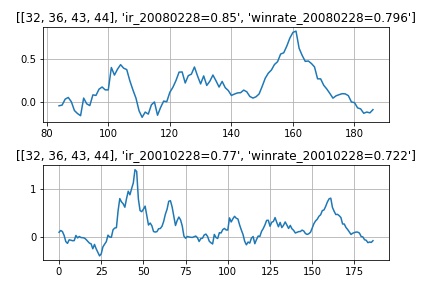 [[32, 36, 43, 44], 'ir_20080228=0.85', 'winrate_20080228=0.796']
0.5
0.0
80 100 120 140 160 180
[[32, 36, 43, 44], 'ir_20010228=0.77', 'winrate_20010228=0.722']
1
0
0 25 50 75 100 125 150 175